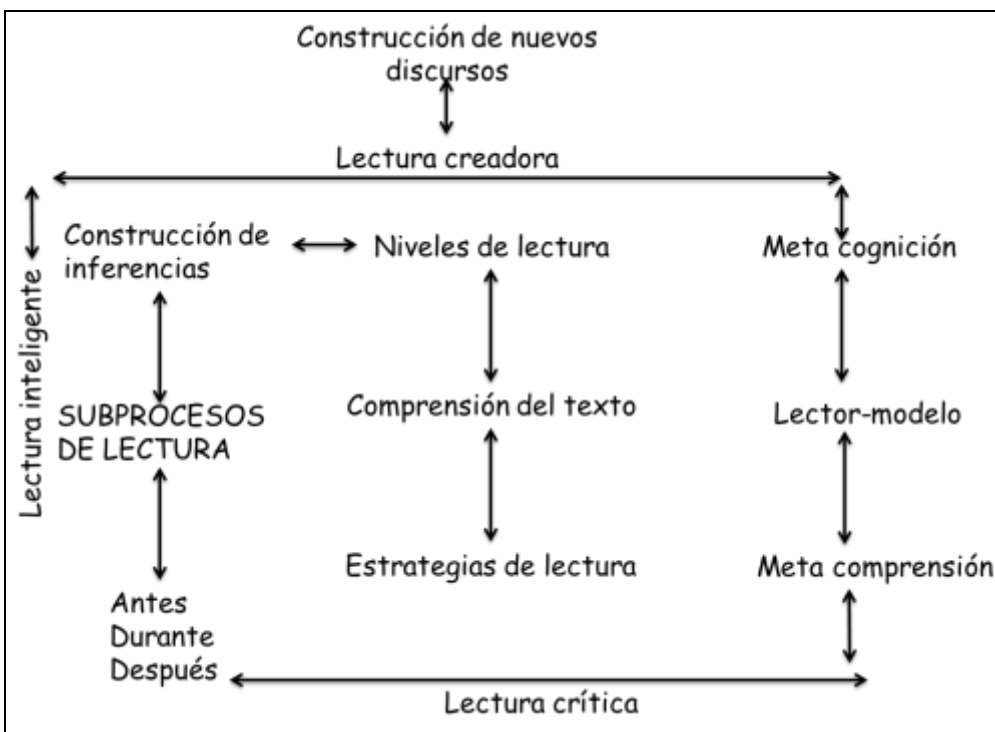 Construcción de nuevos
discursos
Lectura creadora
Lectura inteligente
Construcción de
inferencias
Niveles de lectura
Meta cognición
SUBPROCESOS
DE LECTURA
Comprensión del texto
Lector-modelo
Estrategias de lectura
Meta comprensión
Antes
Durante
Después
Lectura crítica